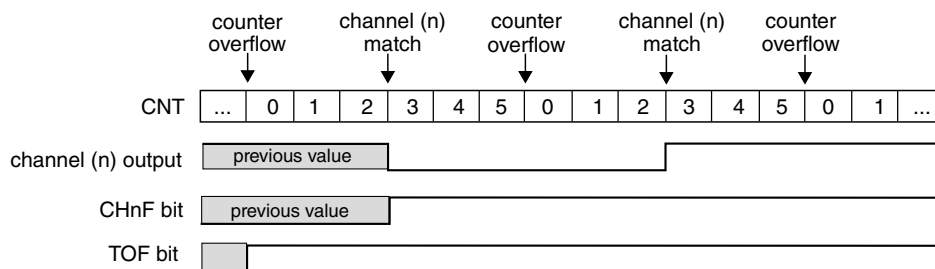 counter overflow
channel (n) match
counter overflow
channel (n) match
counter overflow
CNT ... 0 1 2 3 4 5 0 1 2 3 4 5 0 1 ...
channel (n) output previous value
CHnF bit previous value
TOF bit